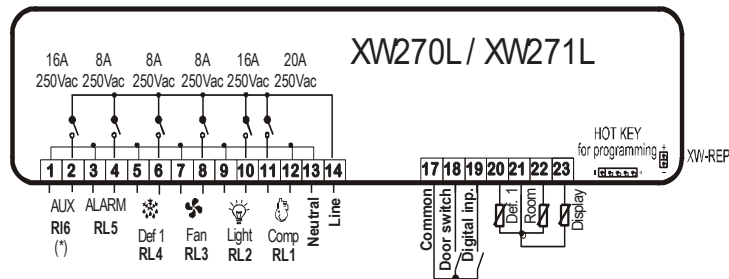 XW270L / XW271L
16A 8A 8A 8A 16A 20A
250Vac 250Vac 250Vac 250Vac 250Vac 250Vac
HOT KEY
for programming
+
-
XW-REP
1 2 3 4 5 6 7 8 9 10 11 12 13 14
17 18 19 20 21 22 23
AUX
RI6
(*)
ALARM
RL5
Def 1
RL4
Fan
RL3
Light
RL2
Comp
RL1
Neutral
Line
Common
Door switch
Digital inp.
Def. 1
Room
Display